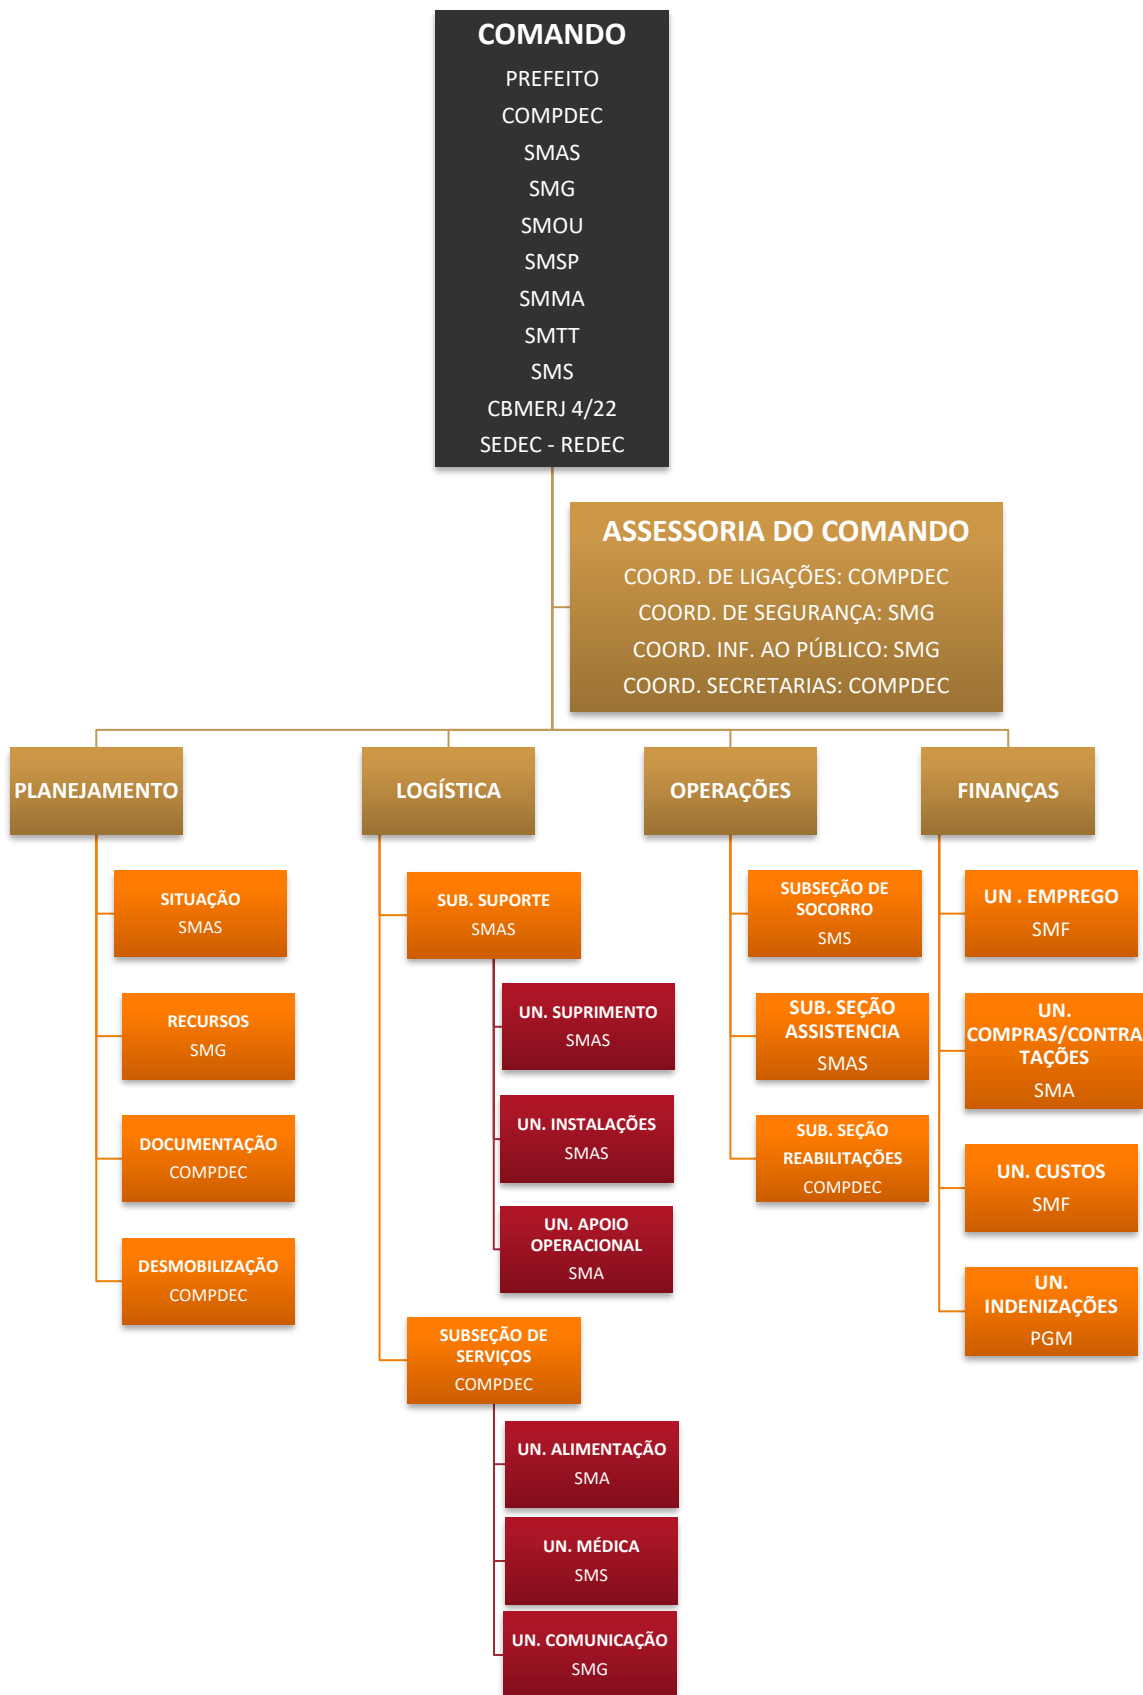 COMANDO
PREFEITO
COMPDEC
SMAS
SMG
SMOU
SMSP
SMMA
SMTT
SMS
CBMERJ 4/22
SEDEC - REDEC
ASSESSORIA DO COMANDO
COORD. DE LIGAÇÕES: COMPDEC
COORD. DE SEGURANÇA: SMG
COORD. INF. AO PÚBLICO: SMG
COORD. SECRETARIAS: COMPDEC
PLANEJAMENTO
SITUAÇÃO
SMAS
RECURSOS
SMG
DOCUMENTAÇÃO
COMPDEC
DESMOBILIZAÇÃO
COMPDEC
LOGÍSTICA
SUB. SUPORTE
SMAS
UN. SUPRIMENTO
SMAS
UN. INSTALAÇÕES
SMAS
UN. APOIO
OPERACIONAL
SMA
SUBSEÇÃO DE
SERVIÇOS
COMPDEC
UN. ALIMENTAÇÃO
SMA
UN. MÉDICA
SMS
UN. COMUNICAÇÃO
SMG
OPERAÇÕES
SUBSEÇÃO DE
SOCORRO
SMS
SUB. SEÇÃO
ASSISTENCIA
SMAS
SUB. SEÇÃO
REABILITAÇÕES
COMPDEC
FINANÇAS
UN . EMPREGO
SMF
UN.
COMPRAS/CONTRA
TAÇÕES
SMA
UN. CUSTOS
SMF
UN.
INDENIZAÇÕES
PGM